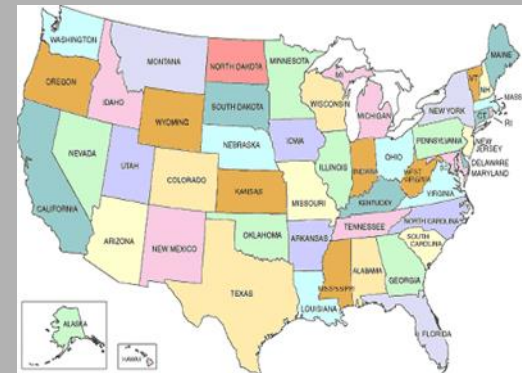 WASHINGTON
MONTANA
NORTH DAKOTA
MINNESOTA
MAINE
OREGON
IDAHO
SOUTH DAKOTA
WISCONSIN
MI
MICHIGAN
VT
NH
MASS
NEW YORK
CT
RI
WYOMING
NEBRASKA
IOWA
PENNSYLVANIA
NEW
JERSEY
NEVADA
UTAH
COLORADO
KANSAS
MISSOURI
ILLINOIS
INDIANA
OHIO
WEST
VIRGINIA
DELAWARE
MARYLAND
VIRGINIA
KENTUCKY
CALIFORNIA
ARIZONA
NEW MEXICO
OKLAHOMA
ARKANSAS
TENNESSEE
NORTH CAROLINA
SOUTH
CAROLINA
TEXAS
LOUISIANA
MISSISSIPPI
ALABAMA
GEORGIA
FLORIDA
ALASKA
HAWAII